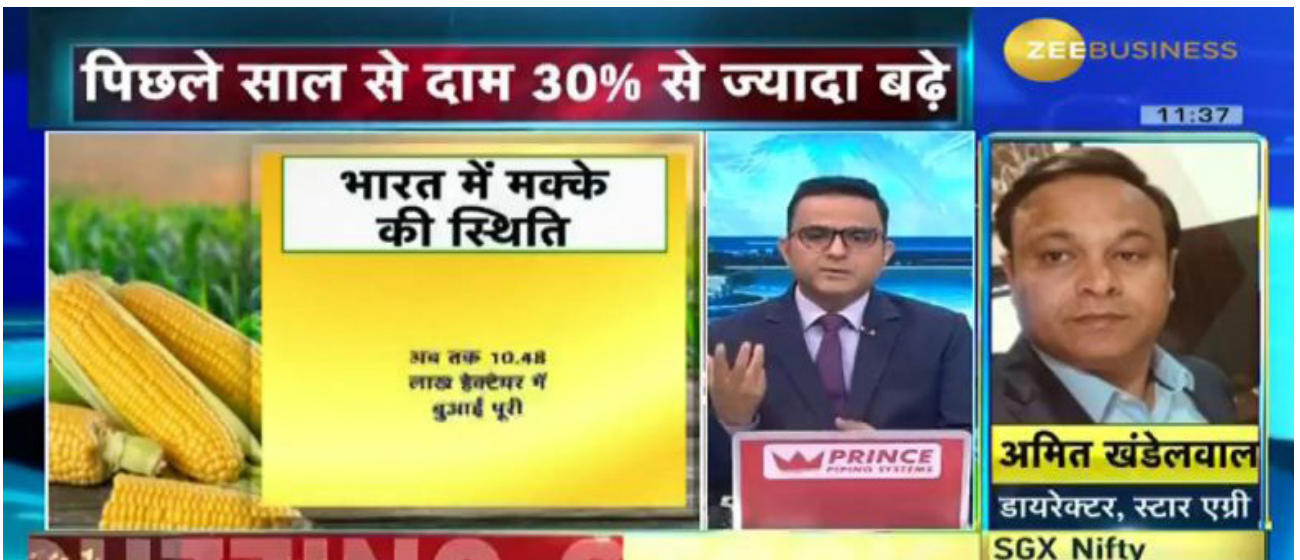 पिछले साल से दाम 30% से ज्यादा बढ़े
ZEEBUSINESS
11:37
भारत में मक्के
की स्थिति
अब तक 10.48
लाख हैक्टेयर में
बुआई पूरी
PRINCE
PIPING SYSTEMS
अमित खंडेलवाल
डायरेक्टर, स्टार एग्री
SGX Nifty